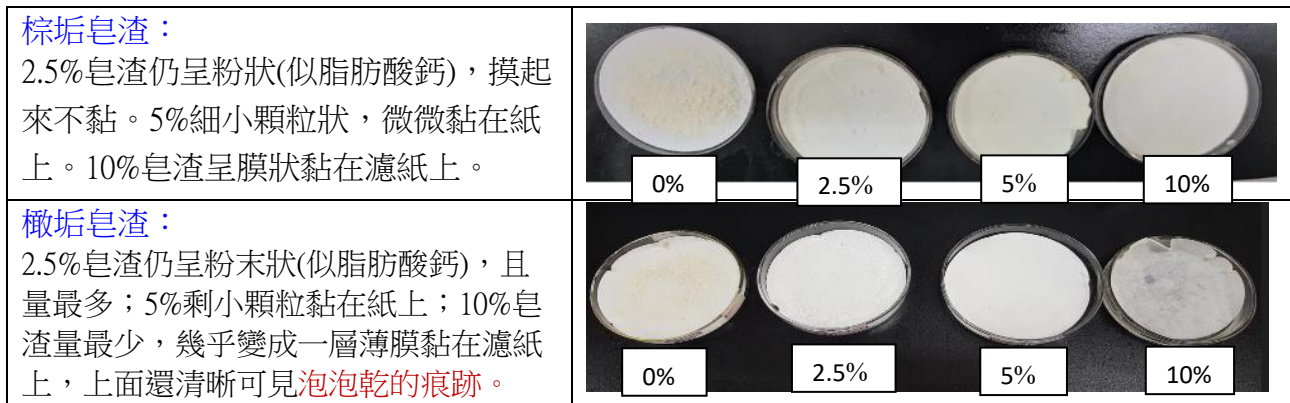 棕垢皂渣：
2.5%皂渣仍呈粉狀(似脂肪酸鈣)，摸起
來不黏。5%細小顆粒狀，微微黏在紙
上。10%皂渣呈膜狀黏在濾紙上。
0%
2.5%
5%
10%
橄垢皂渣：
2.5%皂渣仍呈粉末狀(似脂肪酸鈣)，且
量最多；5%剩小顆粒黏在紙上；10%皂
渣量最少，幾乎變成一層薄膜黏在濾紙
上，上面還清晰可見泡泡乾的痕跡。
0%
2.5%
5%
10%